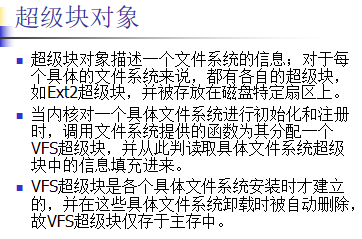 超级块对象
超级块对象描述一个文件系统的信息；对于每
个具体的文件系统来说，都有各自的超级块，
如Ext2超级块，并被存放在磁盘特定扇区上。
当内核对一个具体文件系统进行初始化和注册
时，调用文件系统提供的函数为其分配一个
VFS超级块，并从此判读取具体文件系统超级
块中的信息填充进来。
VFS超级块是各个具体文件系统安装时才建立
的，并在这些具体文件系统卸载时被自动删除，
故VFS超级块仅存于主存中。